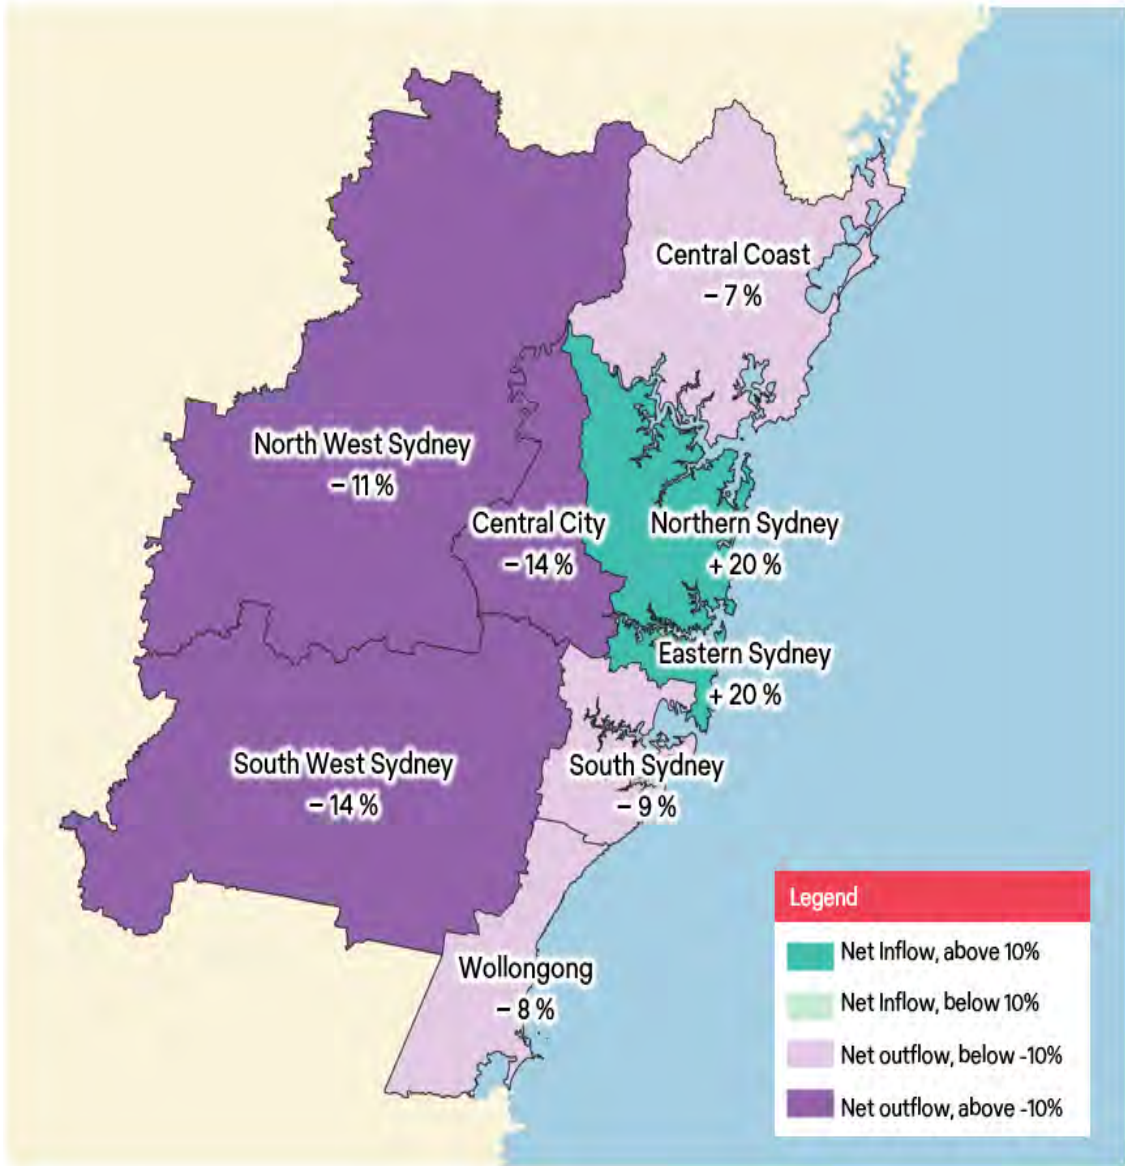 Central Coast
– 7 %
North West Sydney
– 11 %
Central City
– 14 %
Northern Sydney
+ 20 %
Eastern Sydney
+ 20 %
South West Sydney
– 14 %
South Sydney
– 9 %
Wollongong
– 8 %
Legend
Net Inflow, above 10%
Net Inflow, below 10%
Net outflow, below -10%
Net outflow, above -10%